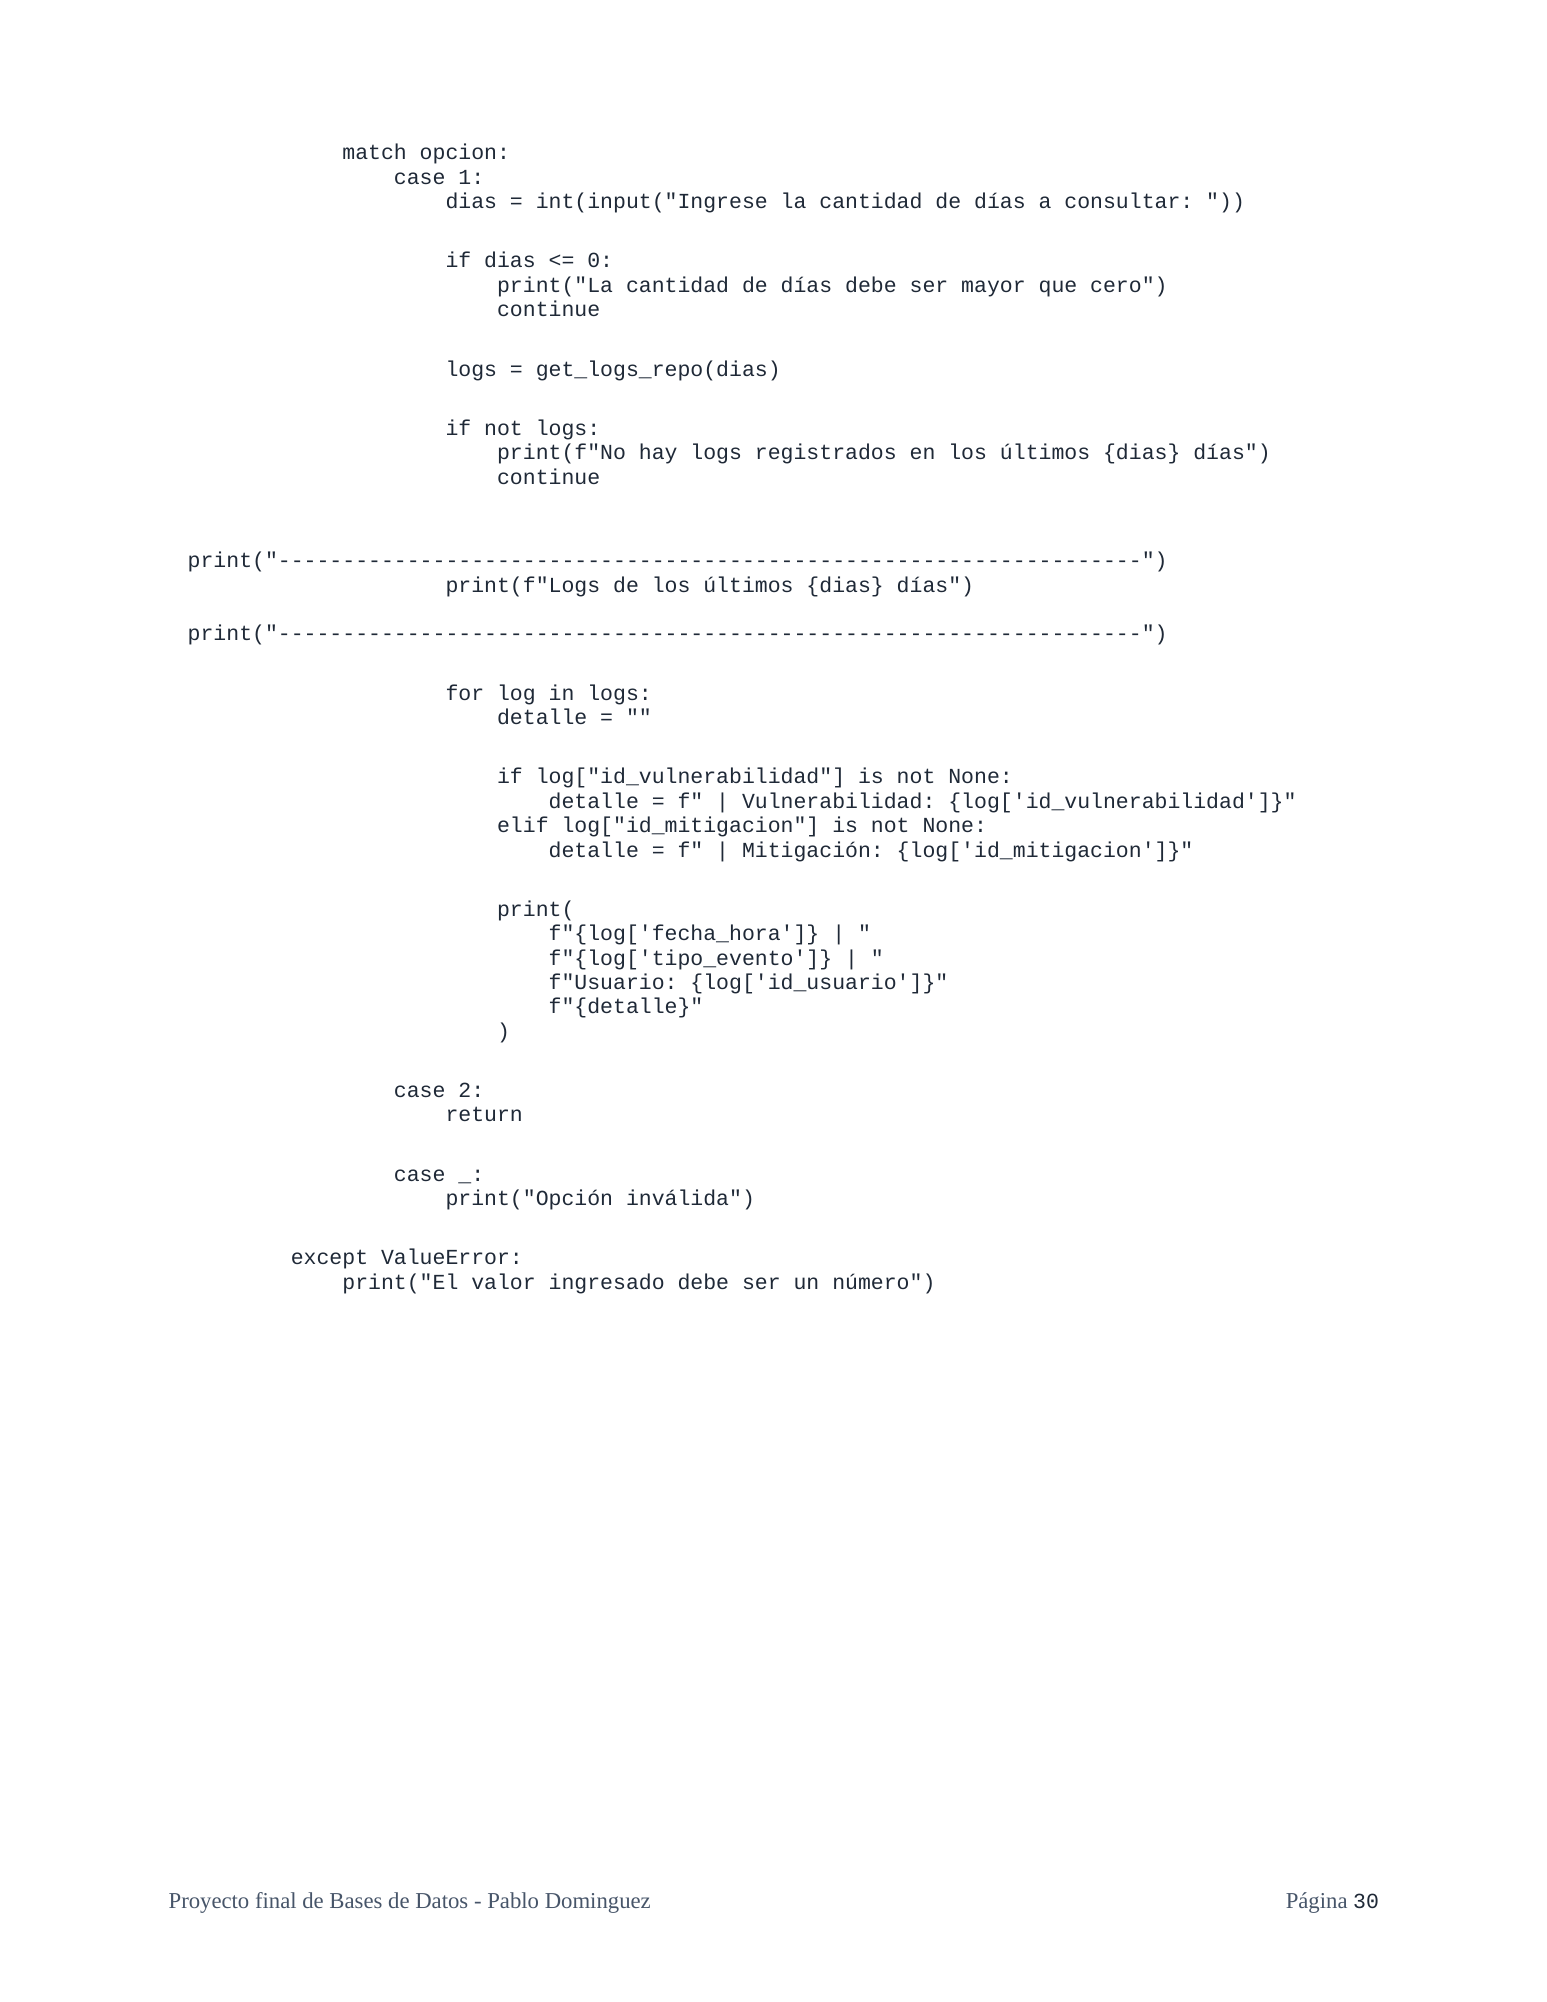 match opcion:
case 1:
dias = int(input("Ingrese la cantidad de días a consultar: "))
if dias <= 0:
print("La cantidad de días debe ser mayor que cero")
continue
logs = get_logs_repo(dias)
if not logs:
print(f"No hay logs registrados en los últimos {dias} días")
continue
print("-------------------------------------------------------------------")
print(f"Logs de los últimos {dias} días")
print("-------------------------------------------------------------------")
for log in logs:
detalle = ""
if log["id_vulnerabilidad"] is not None:
detalle = f" | Vulnerabilidad: {log['id_vulnerabilidad']}"
elif log["id_mitigacion"] is not None:
detalle = f" | Mitigación: {log['id_mitigacion']}"
print(
f"{log['fecha_hora']} | "
f"{log['tipo_evento']} | "
f"Usuario: {log['id_usuario']}"
f"{detalle}"
)
case 2:
return
case _:
print("Opción inválida")
except ValueError:
print("El valor ingresado debe ser un número")
Proyecto final de Bases de Datos - Pablo Dominguez Página 30